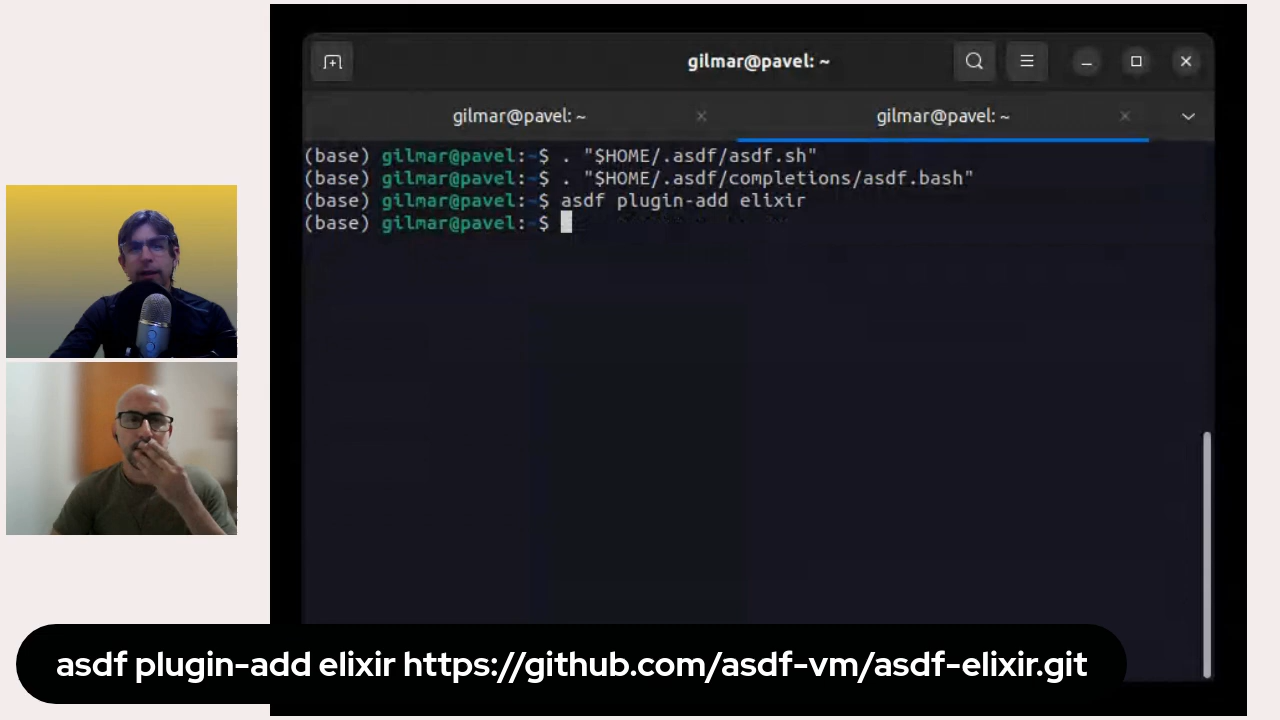 gilmar@pavel: ~
gilmar@pavel: ~
gilmar@pavel: ~
(base) gilmar@pavel:~$ . "$HOME/.asdf/asdf.sh"
(base) gilmar@pavel:~$ . "$HOME/.asdf/completions/asdf.bash"
(base) gilmar@pavel:~$ asdf plugin-add elixir
(base) gilmar@pavel:~$
asdf plugin-add elixir https://github.com/asdf-vm/asdf-elixir.git